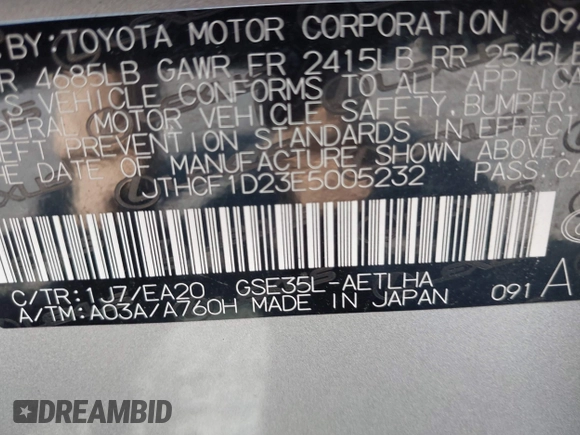 BY:TOYOTA MOTOR CORPORATION 09
R 4685LB GAWR FR 2415LB RR 2545LB
S VEHICLE CONFORMS TO ALL APPLIC
DERAL MOTOR VEHICLE SAFETY BUMPER,
EFT PREVENTION STANDARDS IN EFFECT
HE DATE OF MANUFACTURE SHOWN ABOVE.
JTHCF1D23E5005232 PASS.CA
C/TR:1J7/EA20 GSE35L-AETLHA
A/TM:A03A/A760H MADE IN JAPAN 091A
DREAMBID